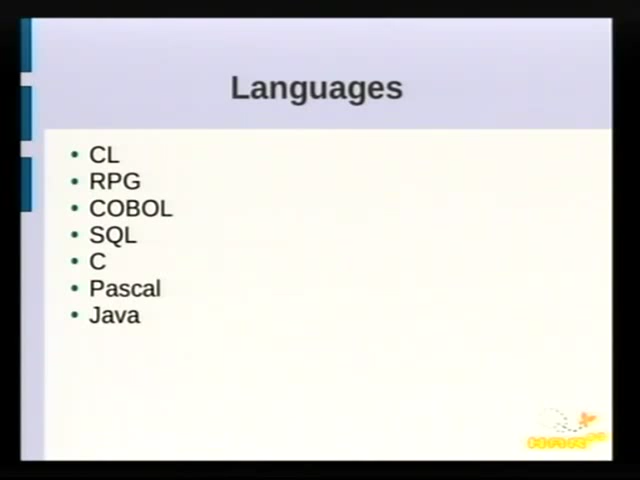 Languages
• CL
• RPG
• COBOL
• SQL
• C
• Pascal
• Java